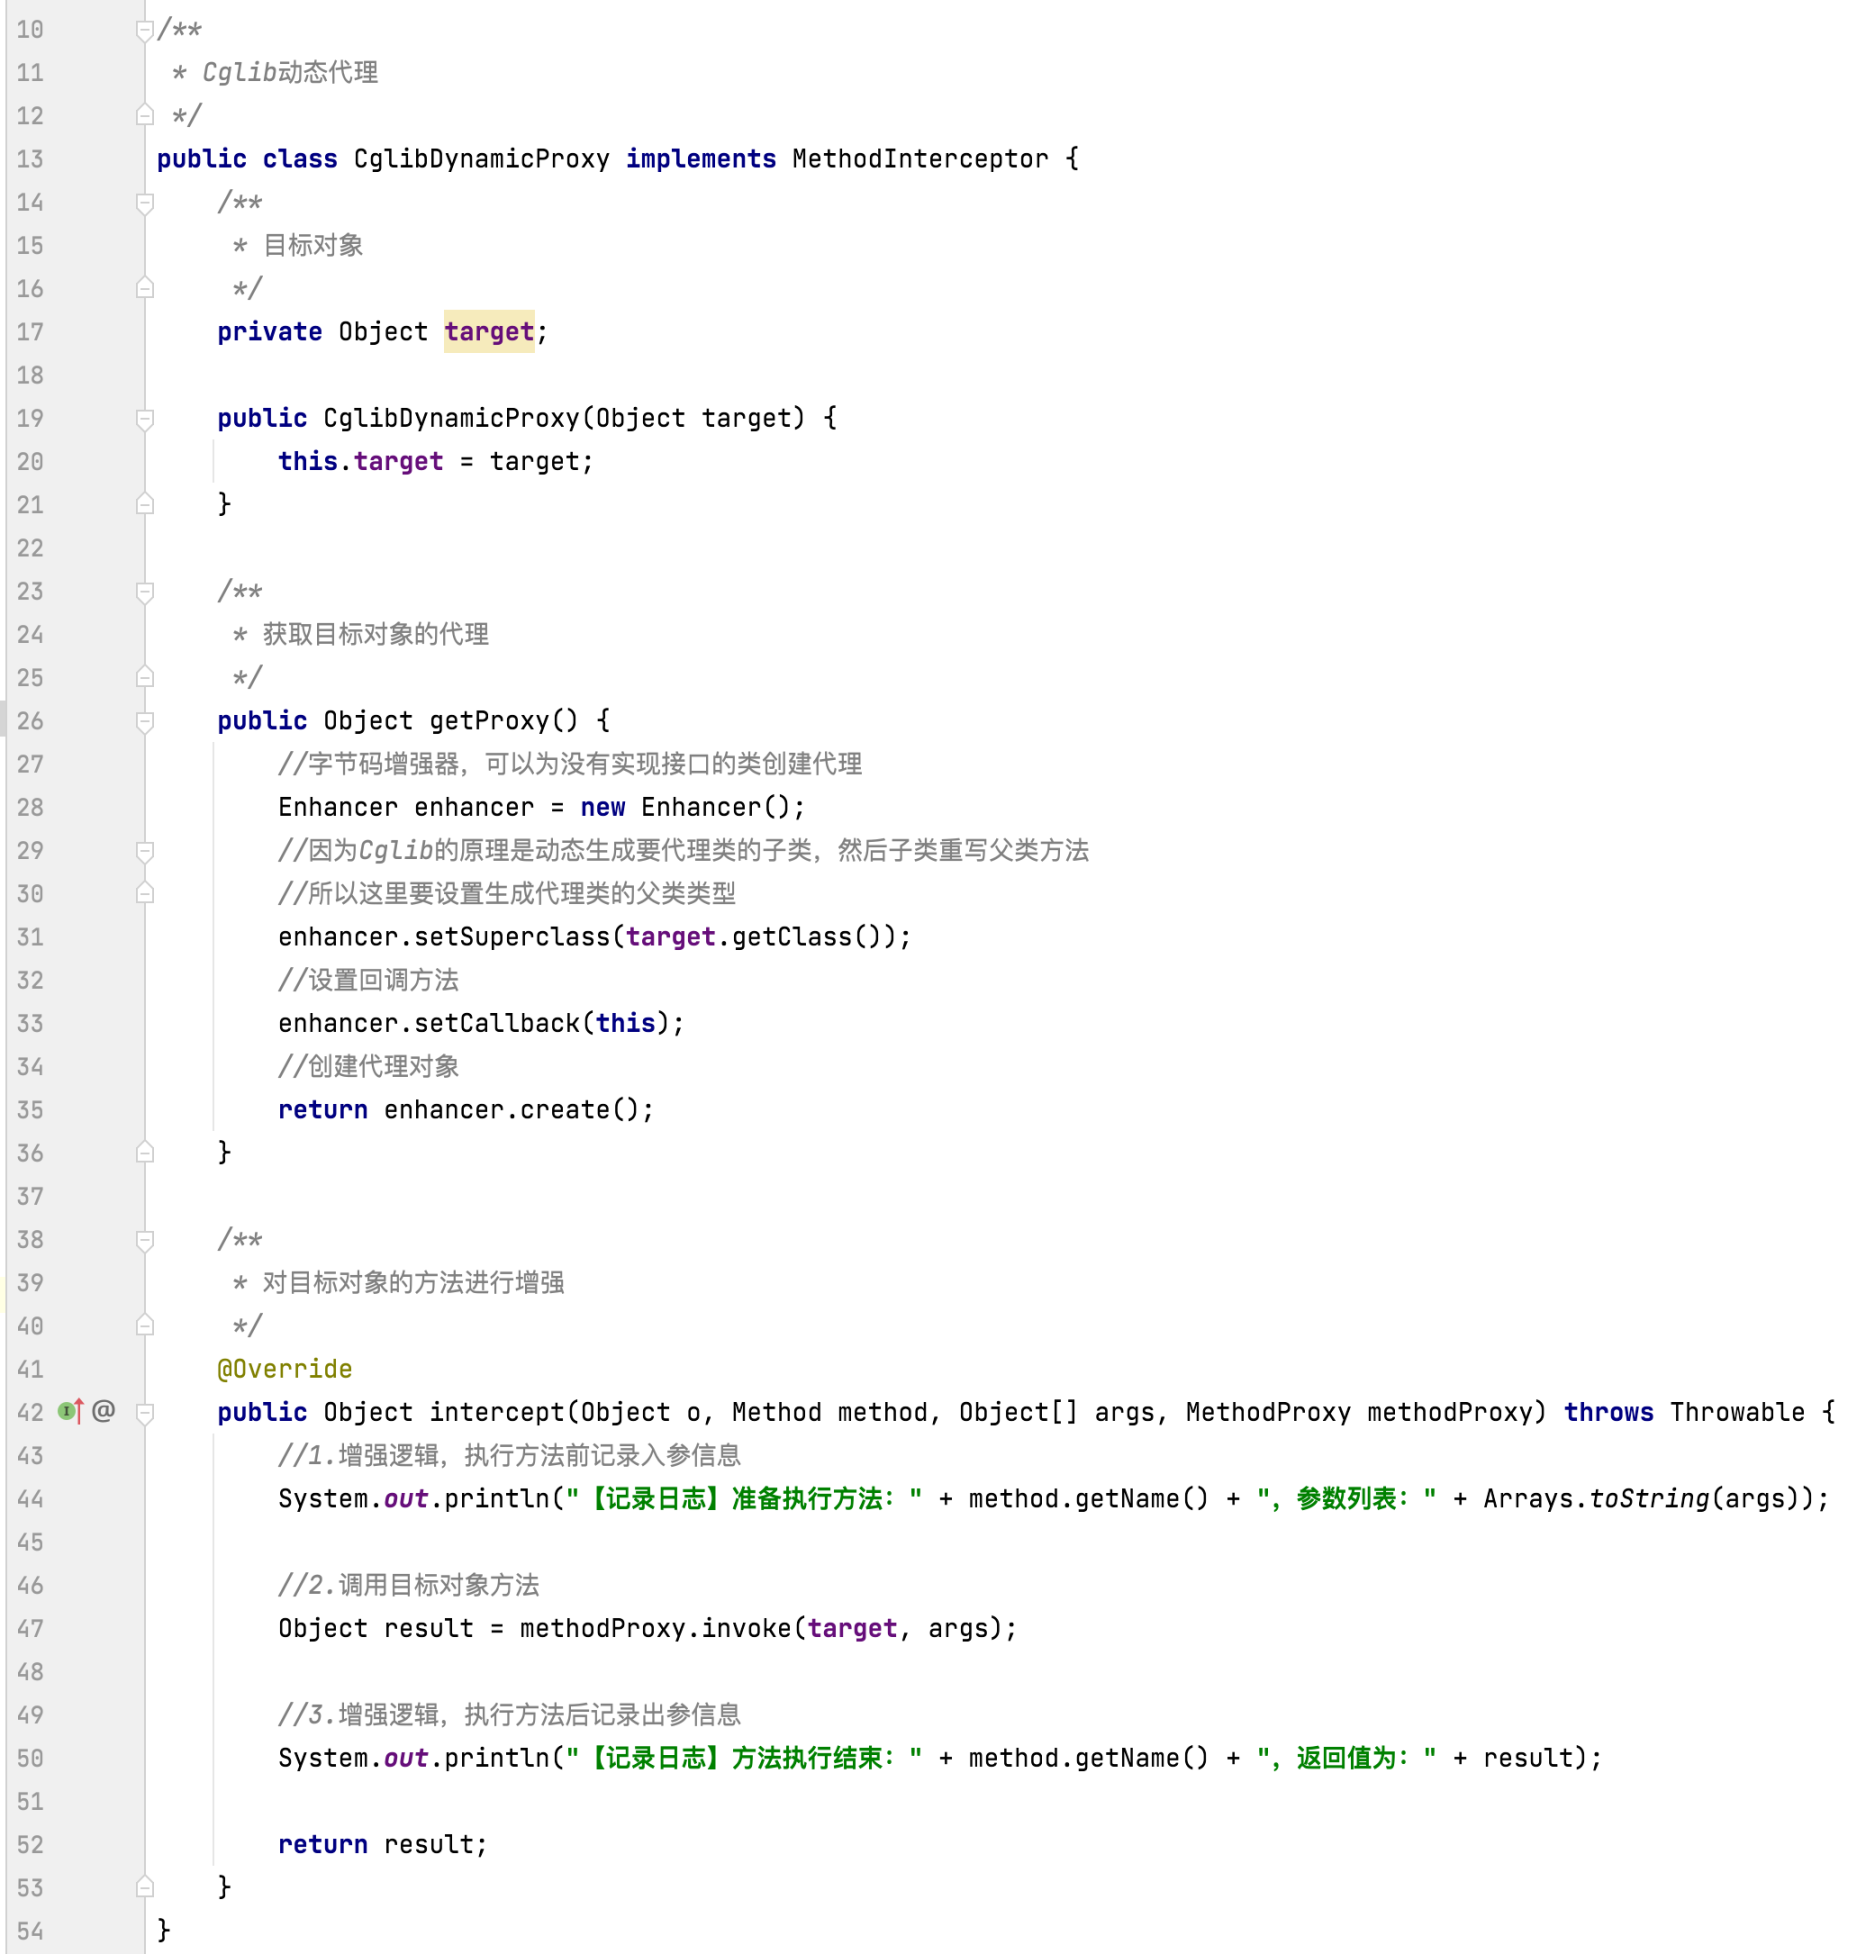 10 /**
11 * Cglib动态代理
12 */
13 public class CglibDynamicProxy implements MethodInterceptor {
14 /**
15 * 目标对象
16 */
17 private Object target;
18
19 public CglibDynamicProxy(Object target) {
20 this.target = target;
21 }
22
23 /**
24 * 获取目标对象的代理
25 */
26 public Object getProxy() {
27 //字节码增强器，可以为没有实现接口的类创建代理
28 Enhancer enhancer = new Enhancer();
29 //因为Cglib的原理是动态生成要代理类的子类，然后子类重写父类方法
30 //所以这里要设置生成代理类的父类类型
31 enhancer.setSuperclass(target.getClass());
32 //设置回调方法
33 enhancer.setCallback(this);
34 //创建代理对象
35 return enhancer.create();
36 }
37
38 /**
39 * 对目标对象的方法进行增强
40 */
41 @Override
42 @ public Object intercept(Object o, Method method, Object[] args, MethodProxy methodProxy) throws Throwable {
43 //1.增强逻辑，执行方法前记录入参信息
44 System.out.println("【记录日志】准备执行方法：" + method.getName() + "，参数列表：" + Arrays.toString(args));
45
46 //2.调用目标对象方法
47 Object result = methodProxy.invoke(target, args);
48
49 //3.增强逻辑，执行方法后记录出参信息
50 System.out.println("【记录日志】方法执行结束：" + method.getName() + "，返回值为：" + result);
51
52 return result;
53 }
54 }